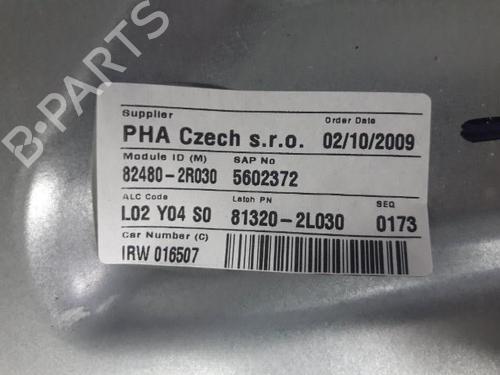 Supplier Order Date
PHA Czech s.r.o. 02/10/2009
Module ID (M) SAP No
82480-2R030 5602372
ALC Code Latch PN SEQ
L02 Y04 S0 81320-2L030 0173
Car Number (C)
IRW 016507
B-PARTS